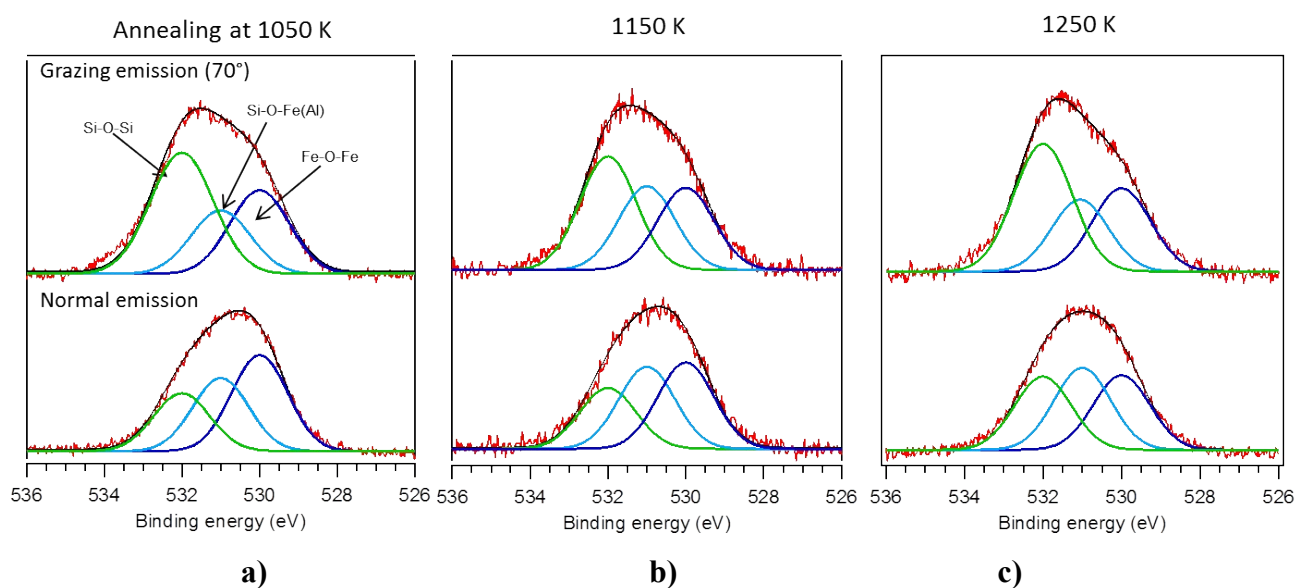 Annealing at 1050 K
1150 K
1250 K
Grazing emission (70°)
Si-O-Si
Si-O-Fe(Al)
Fe-O-Fe
Normal emission
536 534 532 530 528 526
536 534 532 530 528 526
536 534 532 530 528 526
Binding energy (eV)
Binding energy (eV)
Binding energy (eV)
a)
b)
c)